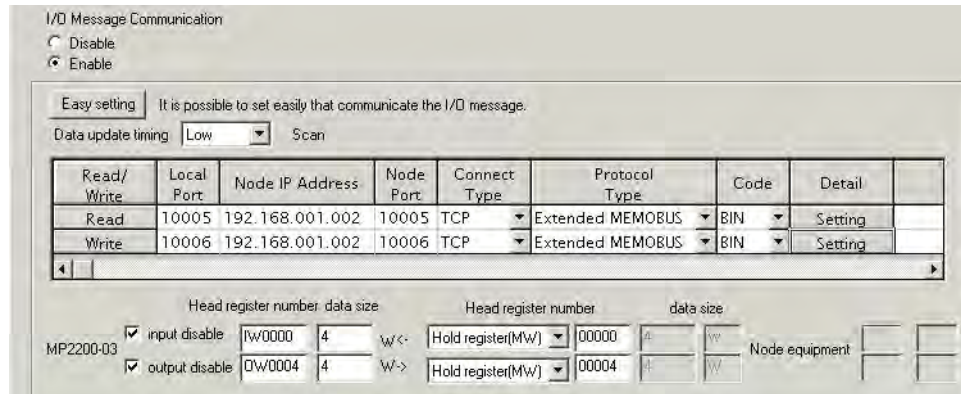 I/O Message Communication
Disable
Enable
Easy setting It is possible to set easily that communicate the I/O message.
Data update timing Low Scan
Read/ Write Local Port Node IP Address Node Port Connect Type Protocol Type Code Detail
Read 10005 192.168.001.002 10005 TCP Extended MEMOBUS BIN Setting
Write 10006 192.168.001.002 10006 TCP Extended MEMOBUS BIN Setting
Head register number data size Head register number data size
input disable IW0000 4 W<- Hold register(MW) 00000 4 W
MP2200-03 Node equipment
output disable OW0004 4 W-> Hold register(MW) 00004 4 W